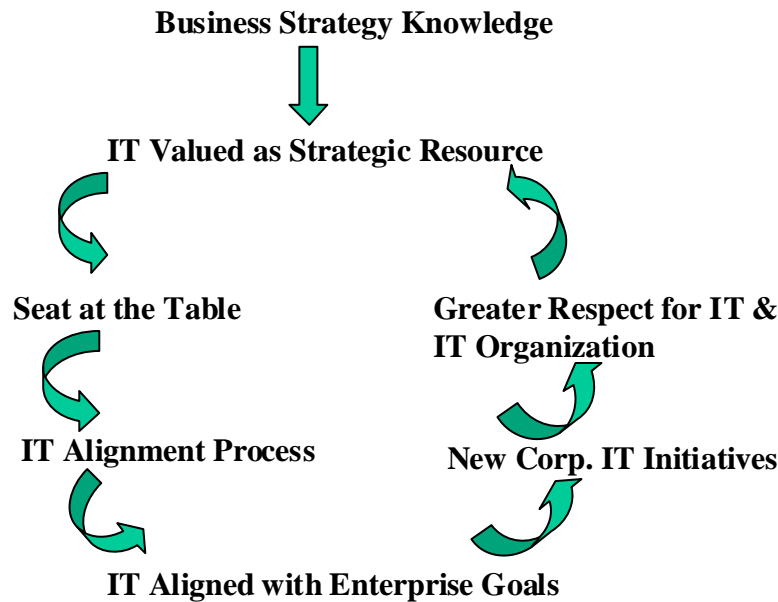 Business Strategy Knowledge
IT Valued as Strategic Resource
Seat at the Table
Greater Respect for IT &
IT Organization
IT Alignment Process
New Corp. IT Initiatives
IT Aligned with Enterprise Goals